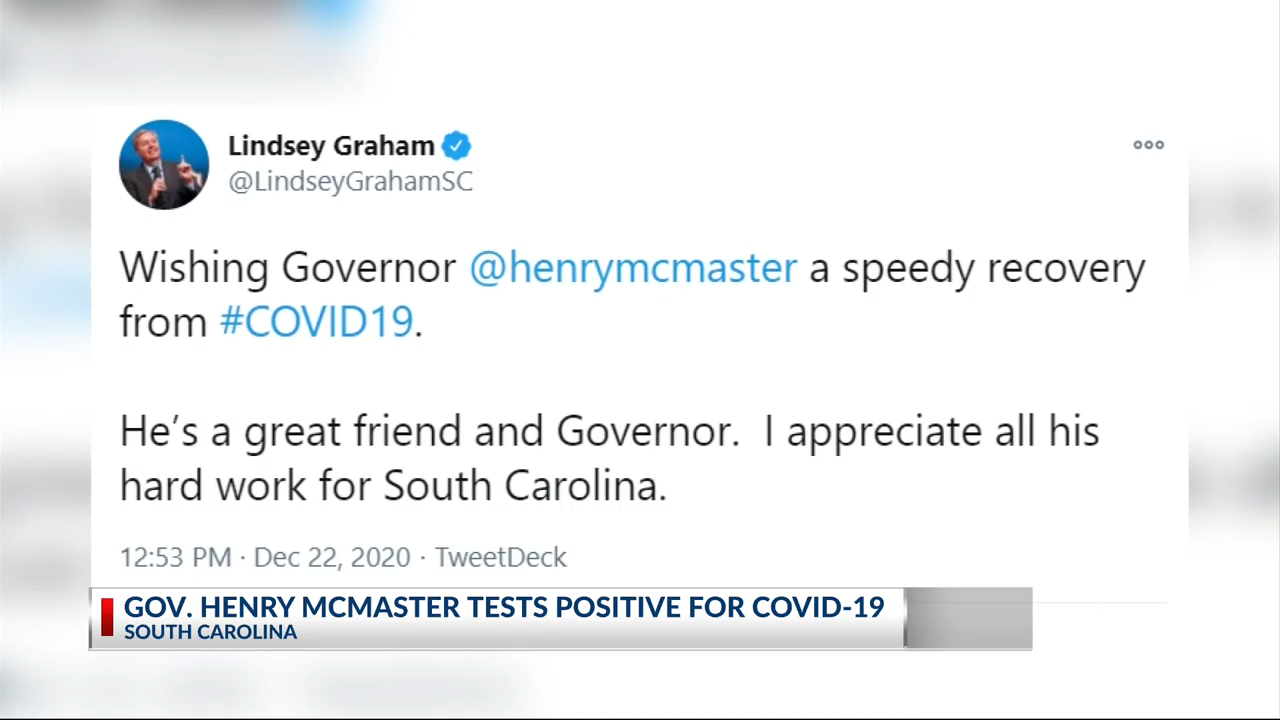 Lindsey Graham
@LindseyGrahamSC
Wishing Governor @henrymcmaster a speedy recovery
from #COVID19.
He's a great friend and Governor.  I appreciate all his
hard work for South Carolina.
12:53 PM · Dec 22, 2020 · TweetDeck
GOV. HENRY MCMASTER TESTS POSITIVE FOR COVID-19
SOUTH CAROLINA